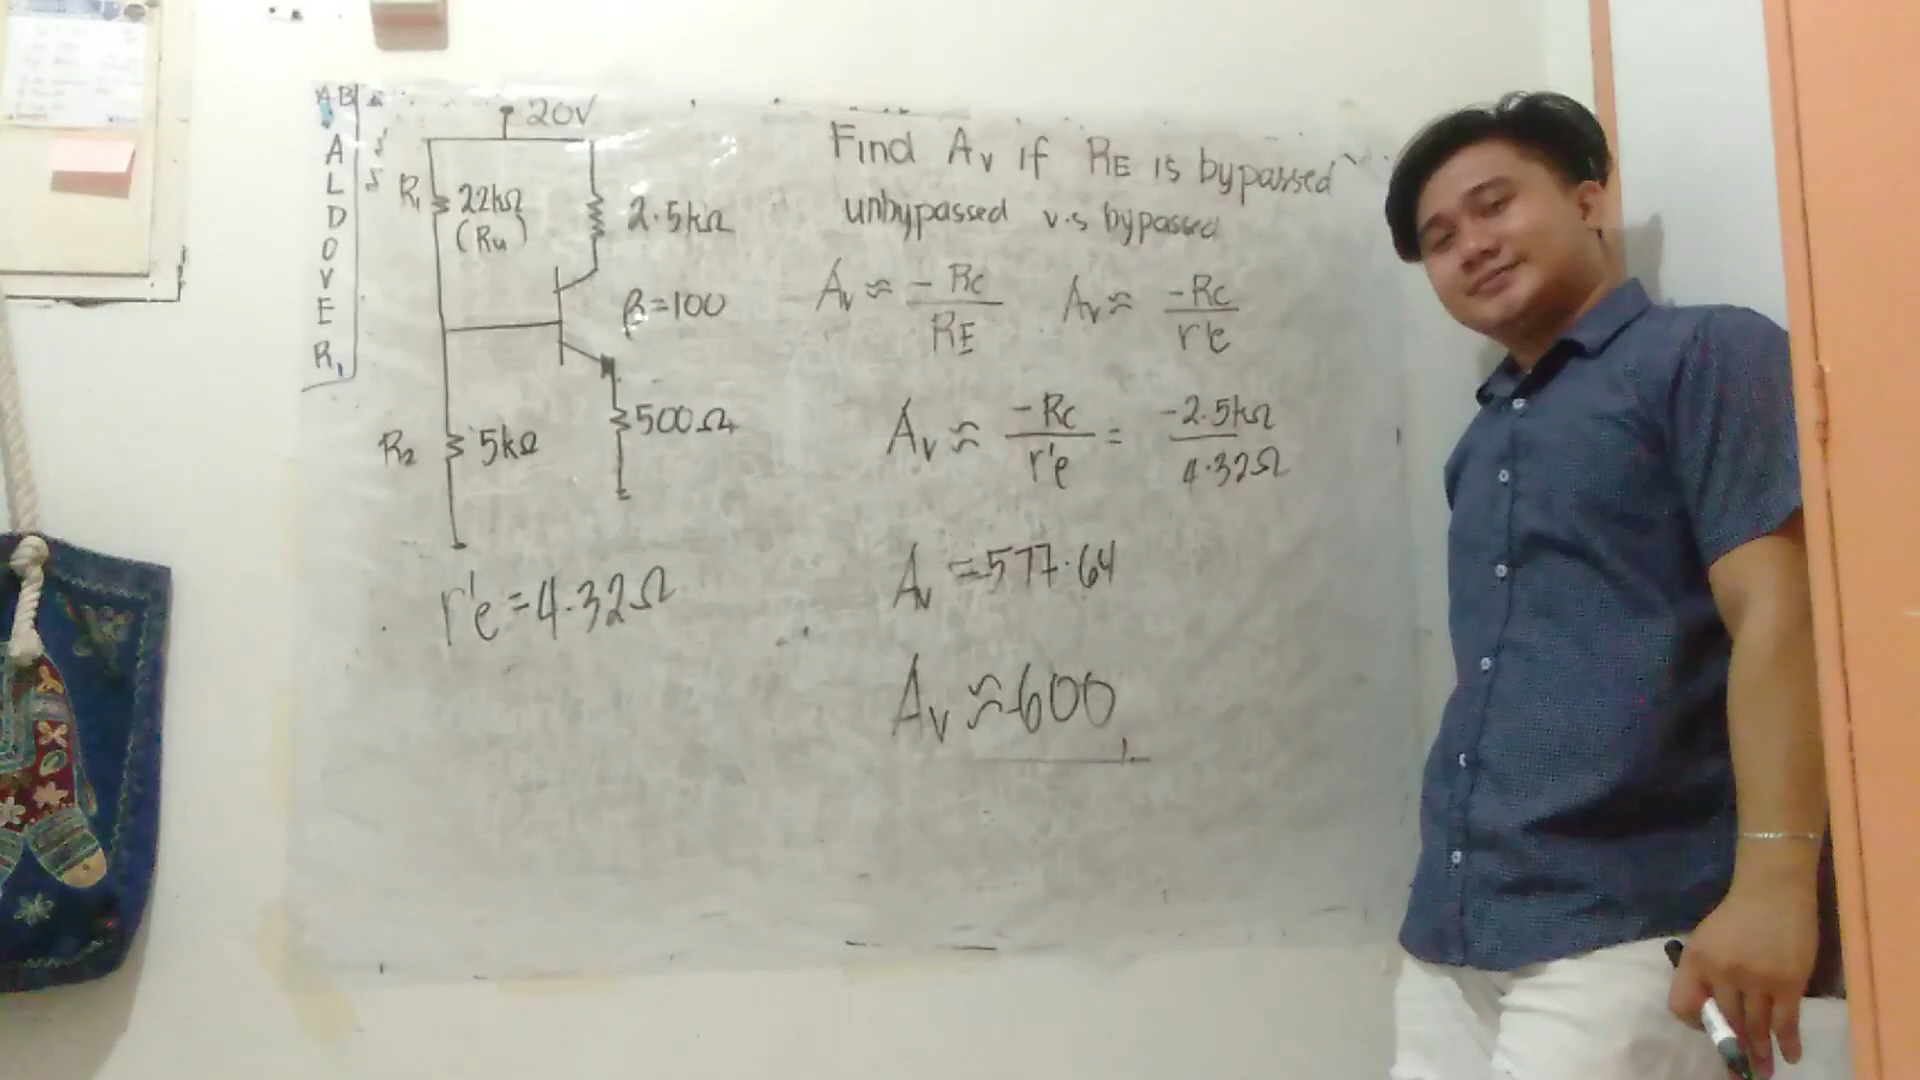 AB
ALDOVER,
20V
R₁ 22kΩ
(Ru)
2.5kΩ
β=100
R₂ 5kΩ
500Ω
r'e = 4.32Ω
Find Av if RE is bypassed
unbypassed v.s bypassed
Av ≈ -Rc/RE Av ≈ -Rc/r'e
Av ≈ -Rc/r'e = -2.5kΩ/4.32Ω
Av = 577.64
Av ≈ 600